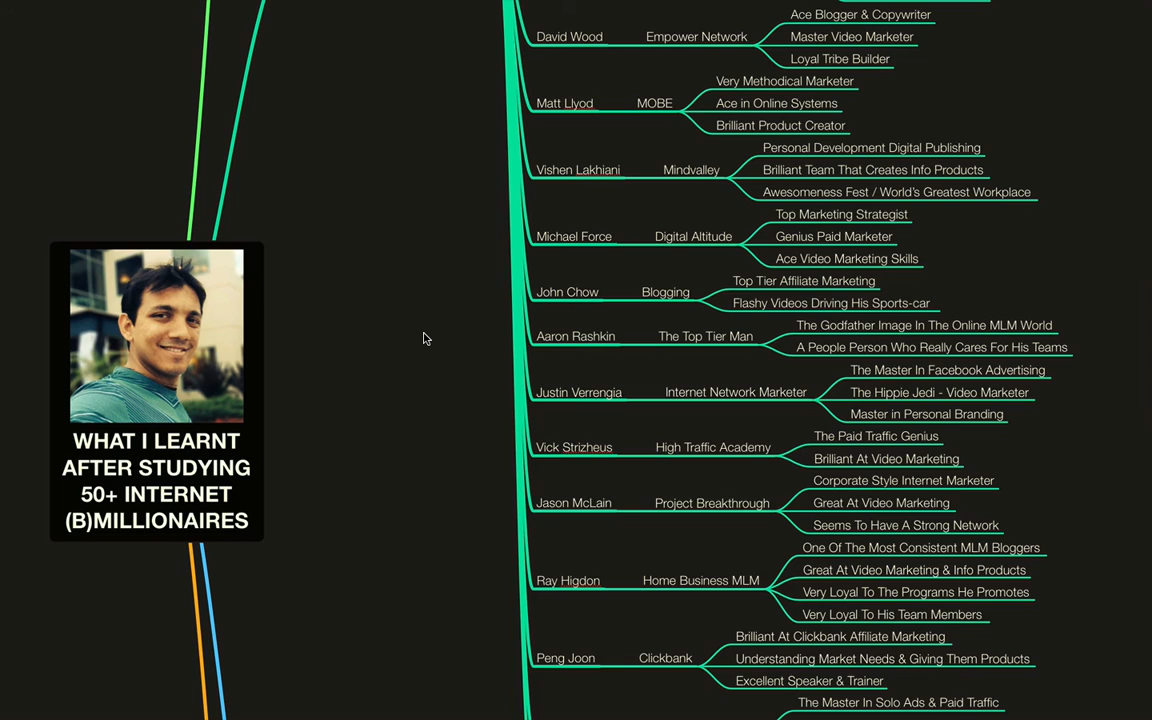 Ace Blogger & Copywriter
David Wood Empower Network Master Video Marketer
Loyal Tribe Builder
Very Methodical Marketer
Matt Llyod MOBE Ace in Online Systems
Brilliant Product Creator
Personal Development Digital Publishing
Vishen Lakhiani Mindvalley Brilliant Team That Creates Info Products
Awesomeness Fest / World's Greatest Workplace
Top Marketing Strategist
Michael Force Digital Altitude Genius Paid Marketer
Ace Video Marketing Skills
Top Tier Affiliate Marketing
John Chow Blogging
Flashy Videos Driving His Sports-car
The Godfather Image In The Online MLM World
Aaron Rashkin The Top Tier Man
A People Person Who Really Cares For His Teams
The Master In Facebook Advertising
Justin Verrengia Internet Network Marketer The Hippie Jedi - Video Marketer
Master in Personal Branding
The Paid Traffic Genius
Vick Strizheus High Traffic Academy
Brilliant At Video Marketing
Corporate Style Internet Marketer
Jason McLain Project Breakthrough Great At Video Marketing
Seems To Have A Strong Network
One Of The Most Consistent MLM Bloggers
Great At Video Marketing & Info Products
Ray Higdon Home Business MLM
Very Loyal To The Programs He Promotes
Very Loyal To His Team Members
Brilliant At Clickbank Affiliate Marketing
Peng Joon Clickbank Understanding Market Needs & Giving Them Products
Excellent Speaker & Trainer
The Master In Solo Ads & Paid Traffic
WHAT I LEARNT
AFTER STUDYING
50+ INTERNET
(B)MILLIONAIRES